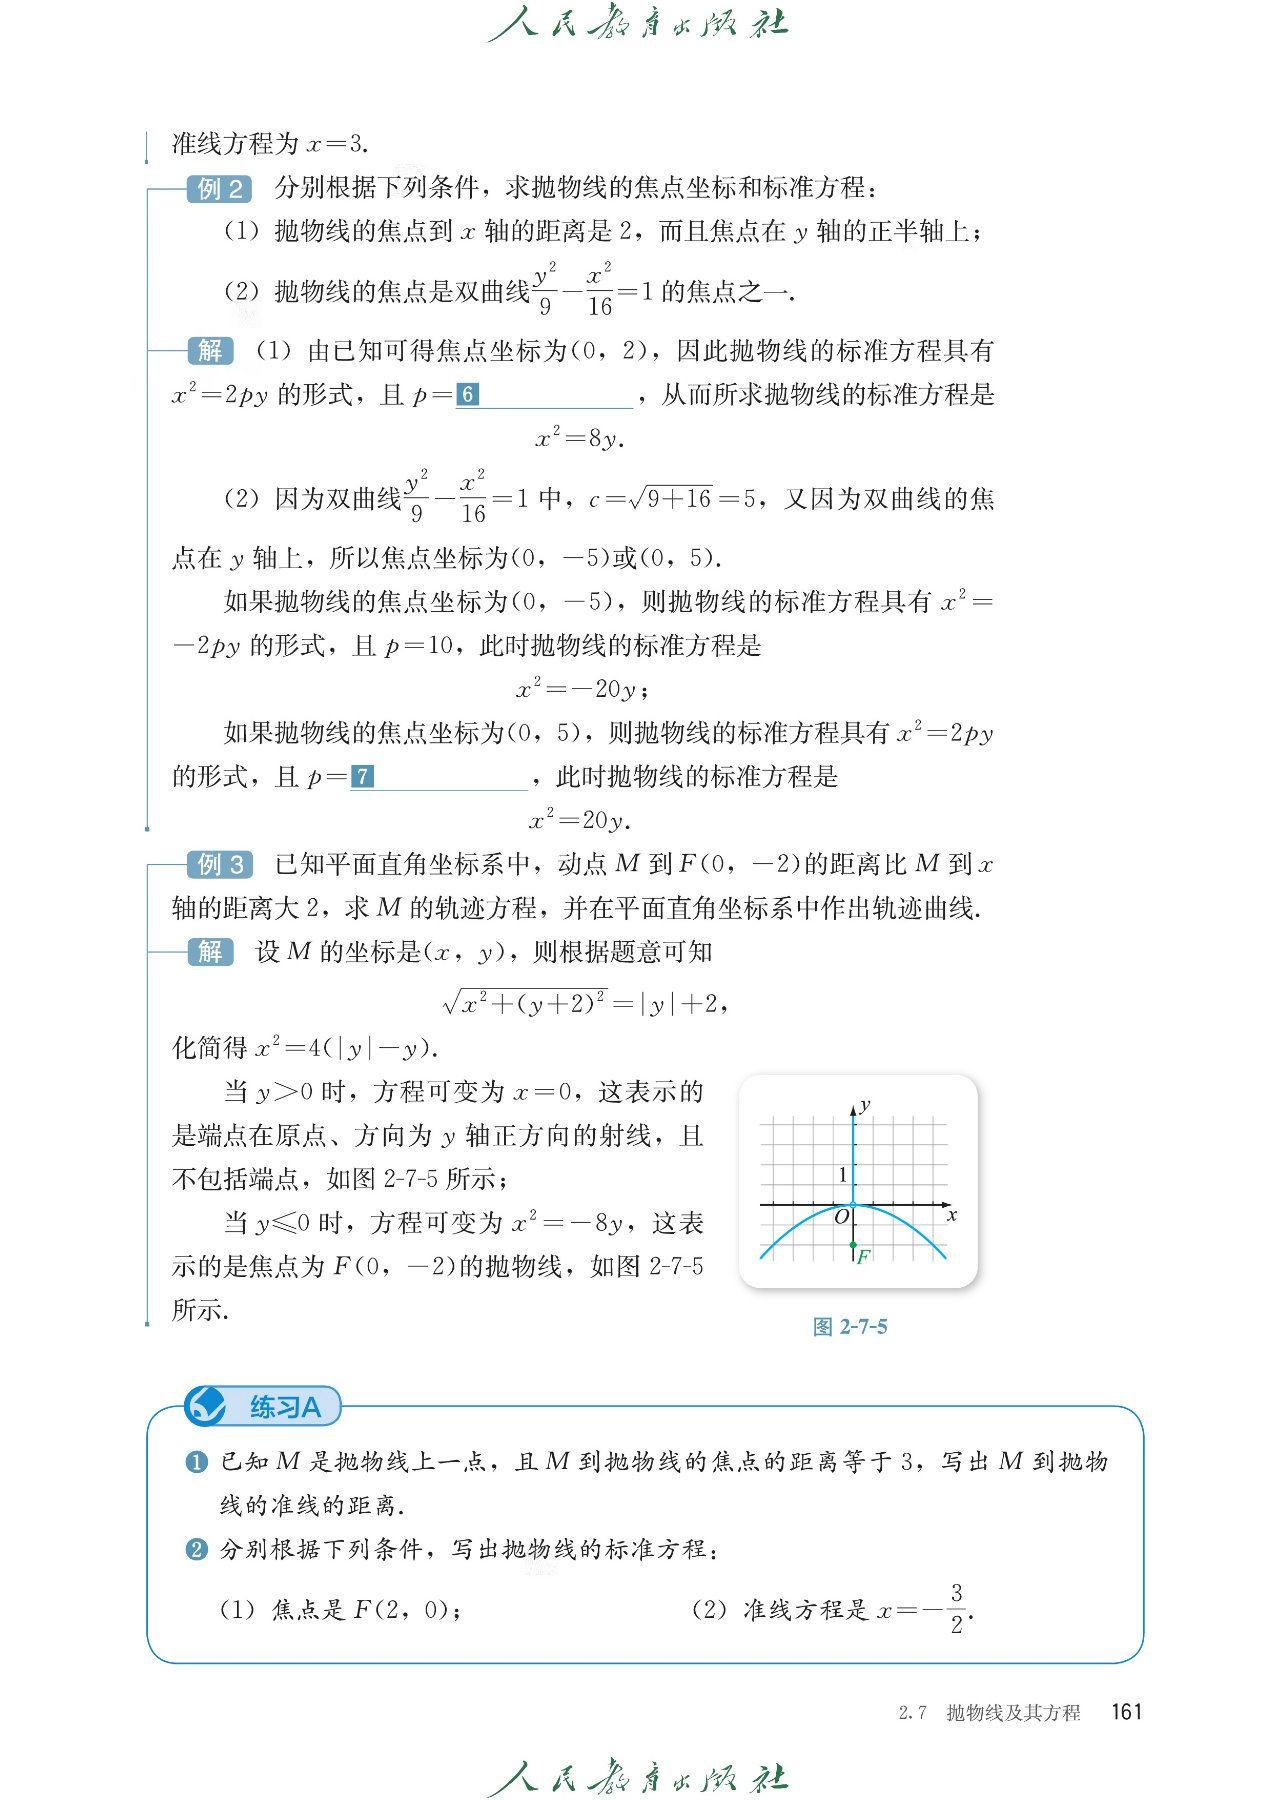 人民教育出版社
准线方程为 x=3.
例 2 分别根据下列条件，求抛物线的焦点坐标和标准方程：
（1）抛物线的焦点到 x 轴的距离是 2，而且焦点在 y 轴的正半轴上；
（2）抛物线的焦点是双曲线 y²/9 − x²/16 =1 的焦点之一.
解 （1）由已知可得焦点坐标为(0，2)，因此抛物线的标准方程具有
x²=2py 的形式，且 p=6 ，从而所求抛物线的标准方程是
x²=8y.
（2）因为双曲线 y²/9 − x²/16 =1 中，c=√(9+16)=5，又因为双曲线的焦
点在 y 轴上，所以焦点坐标为(0，−5)或(0，5).
如果抛物线的焦点坐标为(0，−5)，则抛物线的标准方程具有 x²=
−2py 的形式，且 p=10，此时抛物线的标准方程是
x²=−20y；
如果抛物线的焦点坐标为(0，5)，则抛物线的标准方程具有 x²=2py
的形式，且 p=7 ，此时抛物线的标准方程是
x²=20y.
例 3 已知平面直角坐标系中，动点 M 到 F(0，−2)的距离比 M 到 x
轴的距离大 2，求 M 的轨迹方程，并在平面直角坐标系中作出轨迹曲线.
解 设 M 的坐标是(x，y)，则根据题意可知
√(x²+(y+2)²)=|y|+2，
化简得 x²=4(|y|−y).
当 y>0 时，方程可变为 x=0，这表示的
是端点在原点、方向为 y 轴正方向的射线，且
不包括端点，如图 2-7-5 所示；
当 y≤0 时，方程可变为 x²=−8y，这表
示的是焦点为 F(0，−2)的抛物线，如图 2-7-5
所示.
y
1
O
x
F
图 2-7-5
练习A
1 已知 M 是抛物线上一点，且 M 到抛物线的焦点的距离等于 3，写出 M 到抛物
线的准线的距离.
2 分别根据下列条件，写出抛物线的标准方程：
（1）焦点是 F(2，0)； （2）准线方程是 x=−3/2.
2.7 抛物线及其方程 161
人民教育出版社